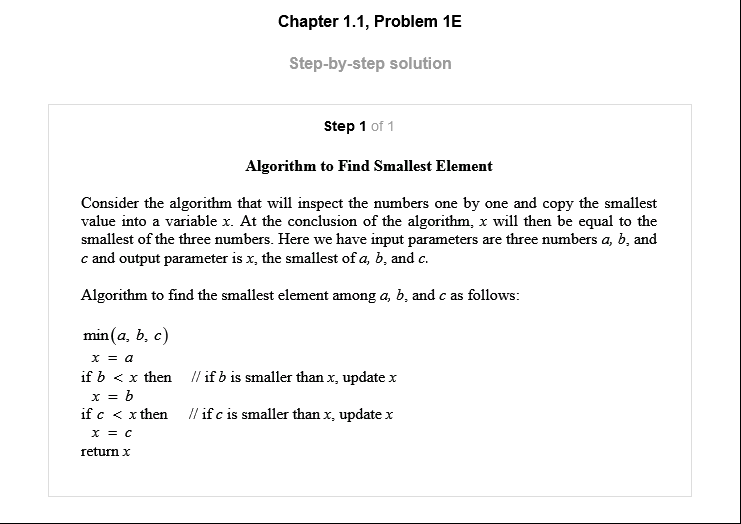 Chapter 1.1, Problem 1E
Step-by-step solution
Step 1 of 1
Algorithm to Find Smallest Element
Consider the algorithm that will inspect the numbers one by one and copy the smallest
value into a variable x. At the conclusion of the algorithm, x will then be equal to the
smallest of the three numbers. Here we have input parameters are three numbers a, b, and
c and output parameter is x, the smallest of a, b, and c.
Algorithm to find the smallest element among a, b, and c as follows:
min(a, b, c)
x = a
if b < x then // if b is smaller than x, update x
x = b
if c < x then // if c is smaller than x, update x
x = c
return x